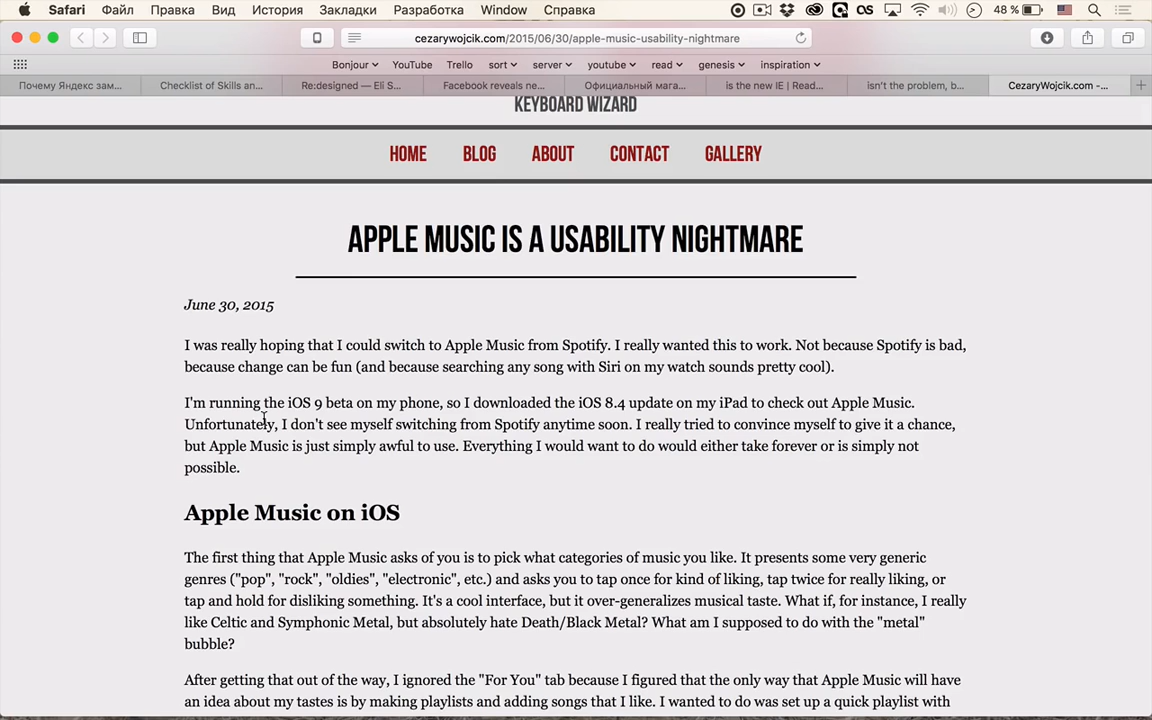 Safari Файл Правка Вид История Закладки Разработка Window Справка 48 %
cezarywojcik.com/2015/06/30/apple-music-usability-nightmare
Bonjour YouTube Trello sort server youtube read genesis inspiration
Почему Яндекс зам... Checklist of Skills an... Re:designed — Eli S... Facebook reveals ne... Официальный мага... is the new IE | Read... isn't the problem, b... CezaryWojcik.com -...
KEYBOARD WIZARD
HOME BLOG ABOUT CONTACT GALLERY
APPLE MUSIC IS A USABILITY NIGHTMARE
June 30, 2015
I was really hoping that I could switch to Apple Music from Spotify. I really wanted this to work. Not because Spotify is bad,
because change can be fun (and because searching any song with Siri on my watch sounds pretty cool).
I'm running the iOS 9 beta on my phone, so I downloaded the iOS 8.4 update on my iPad to check out Apple Music.
Unfortunately, I don't see myself switching from Spotify anytime soon. I really tried to convince myself to give it a chance,
but Apple Music is just simply awful to use. Everything I would want to do would either take forever or is simply not
possible.
Apple Music on iOS
The first thing that Apple Music asks of you is to pick what categories of music you like. It presents some very generic
genres ("pop", "rock", "oldies", "electronic", etc.) and asks you to tap once for kind of liking, tap twice for really liking, or
tap and hold for disliking something. It's a cool interface, but it over-generalizes musical taste. What if, for instance, I really
like Celtic and Symphonic Metal, but absolutely hate Death/Black Metal? What am I supposed to do with the "metal"
bubble?
After getting that out of the way, I ignored the "For You" tab because I figured that the only way that Apple Music will have
an idea about my tastes is by making playlists and adding songs that I like. I wanted to do was set up a quick playlist with